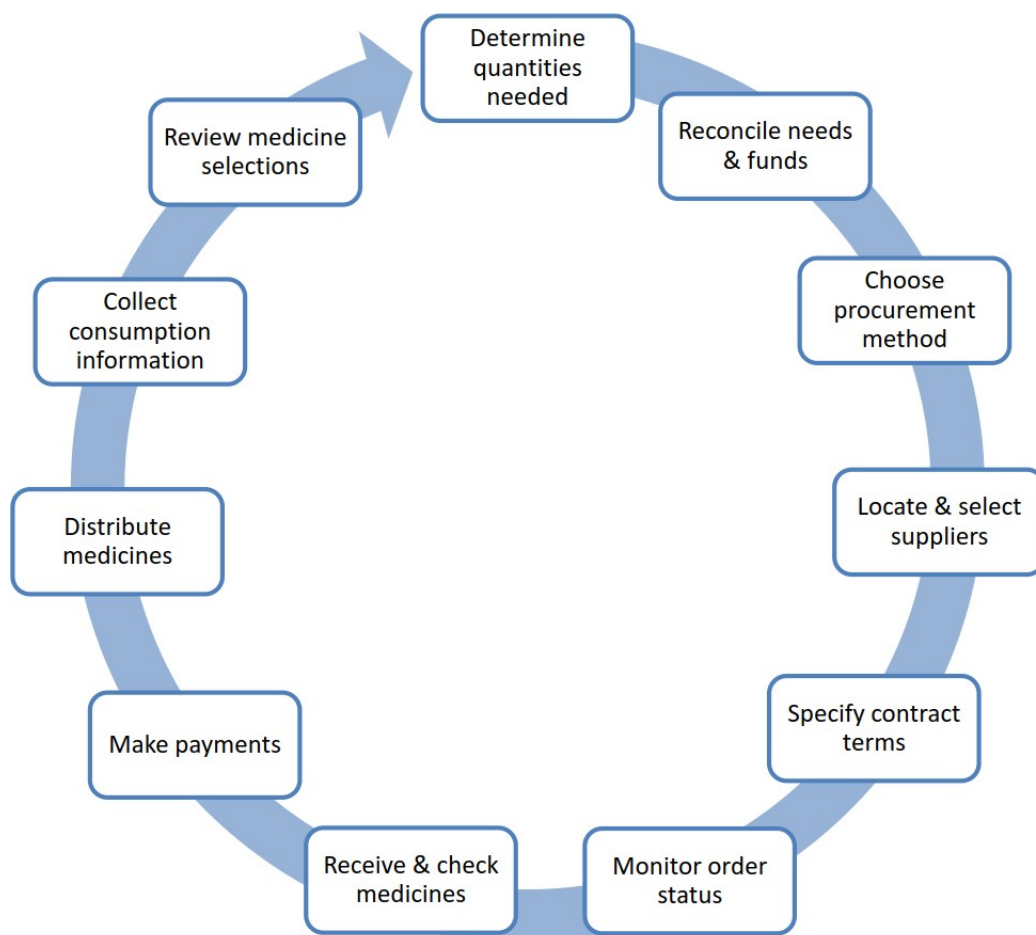 Determine
quantities
needed
Reconcile needs
& funds
Choose
procurement
method
Locate & select
suppliers
Specify contract
terms
Monitor order
status
Receive & check
medicines
Make payments
Distribute
medicines
Collect
consumption
information
Review medicine
selections